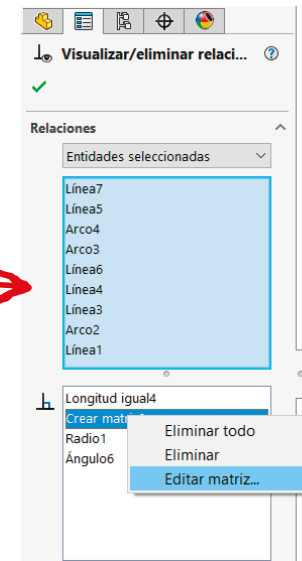 Visualizar/eliminar relaci...
Relaciones
Entidades seleccionadas
Línea7
Línea5
Arco4
Arco3
Línea6
Línea4
Línea3
Arco2
Línea1
Longitud igual4
Crear
Radio1
Ángulo6
Eliminar todo
Eliminar
Editar matriz...